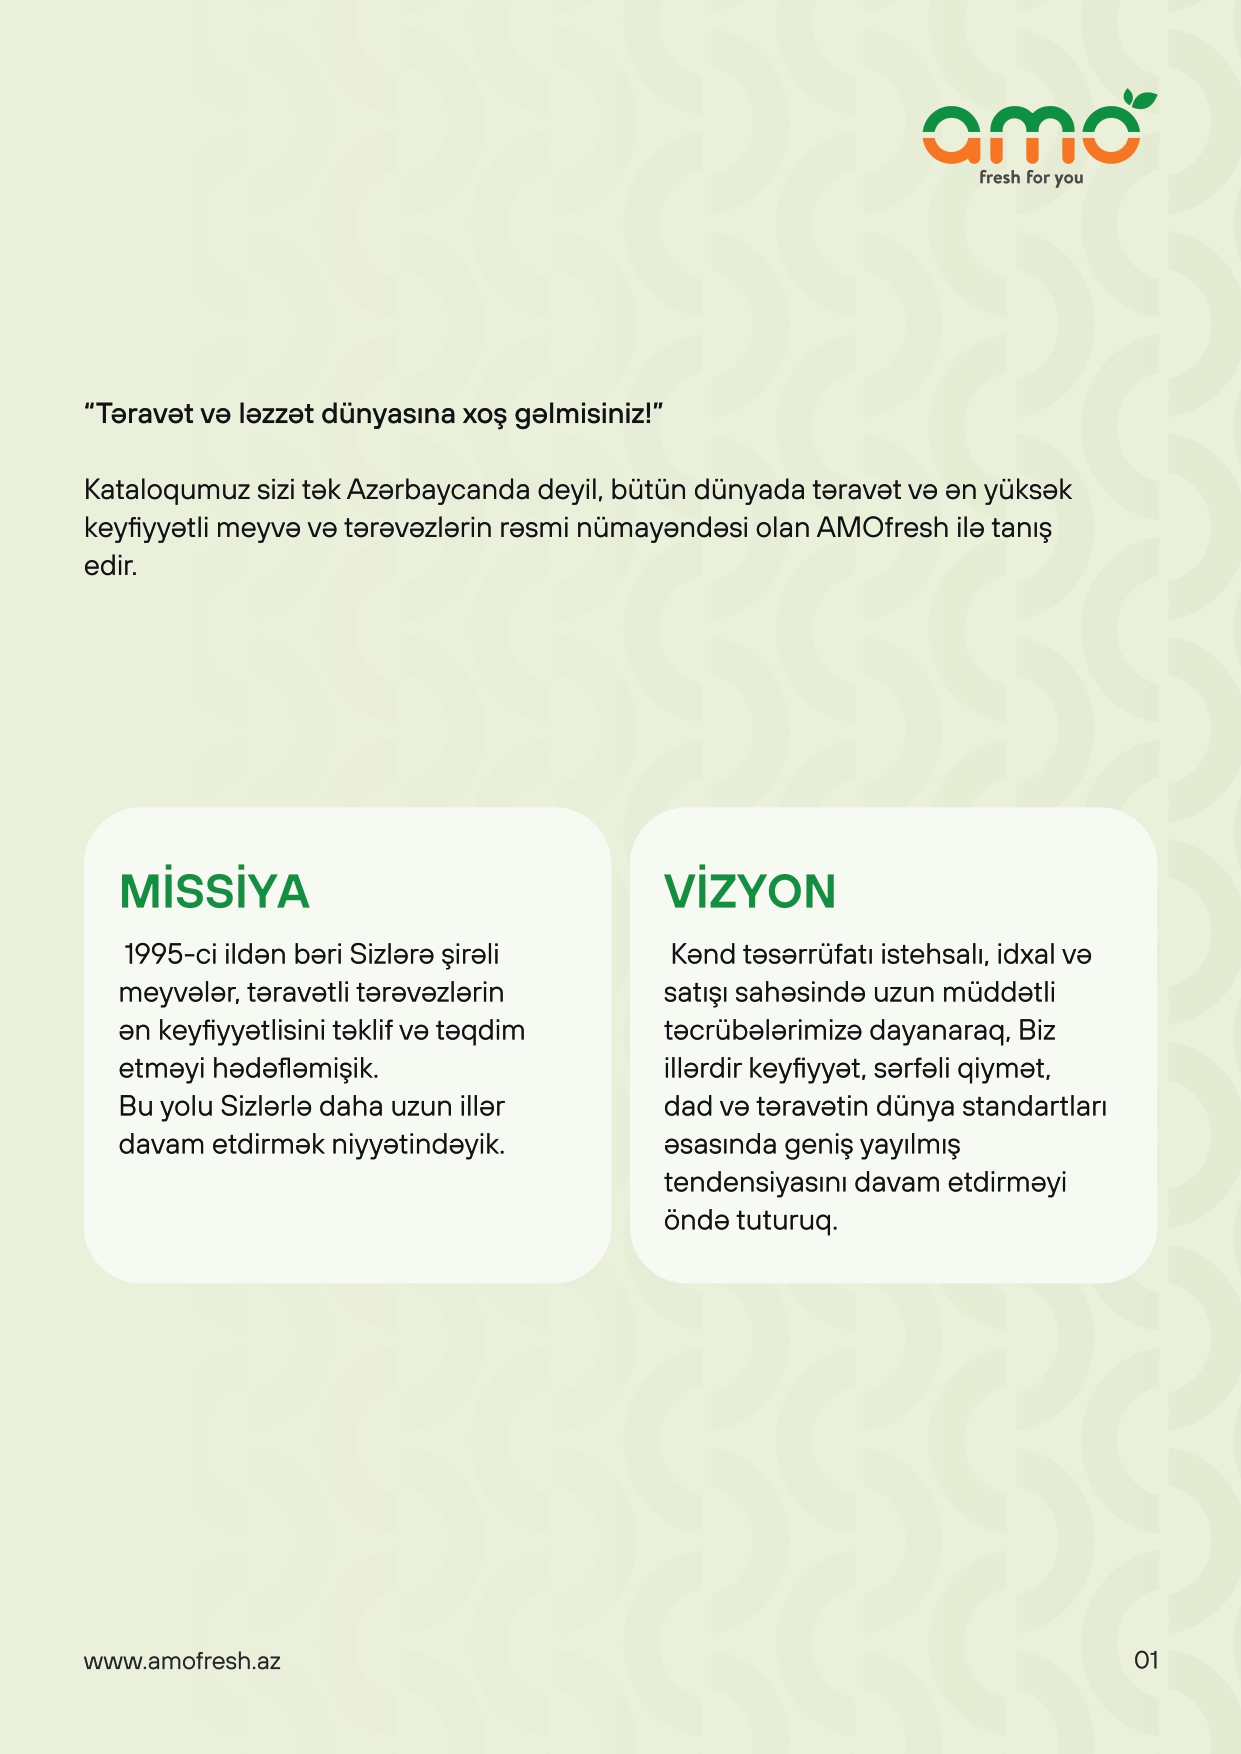 amo
fresh for you
“Təravət və ləzzət dünyasına xoş gəlmisiniz!”
Kataloqumuz sizi tək Azərbaycanda deyil, bütün dünyada təravət və ən yüksək
keyfiyyətli meyvə və tərəvəzlərin rəsmi nümayəndəsi olan AMOfresh ilə tanış
edir.
MİSSİYA
1995-ci ildən bəri Sizlərə şirəli
meyvələr, təravətli tərəvəzlərin
ən keyfiyyətlisini təklif və təqdim
etməyi hədəfləmişik.
Bu yolu Sizlərlə daha uzun illər
davam etdirmək niyyətindəyik.
VİZYON
Kənd təsərrüfatı istehsalı, idxal və
satışı sahəsində uzun müddətli
təcrübələrimizə dayanaraq, Biz
illərdir keyfiyyət, sərfəli qiymət,
dad və təravətin dünya standartları
əsasında geniş yayılmış
tendensiyasını davam etdirməyi
öndə tuturuq.
www.amofresh.az
01